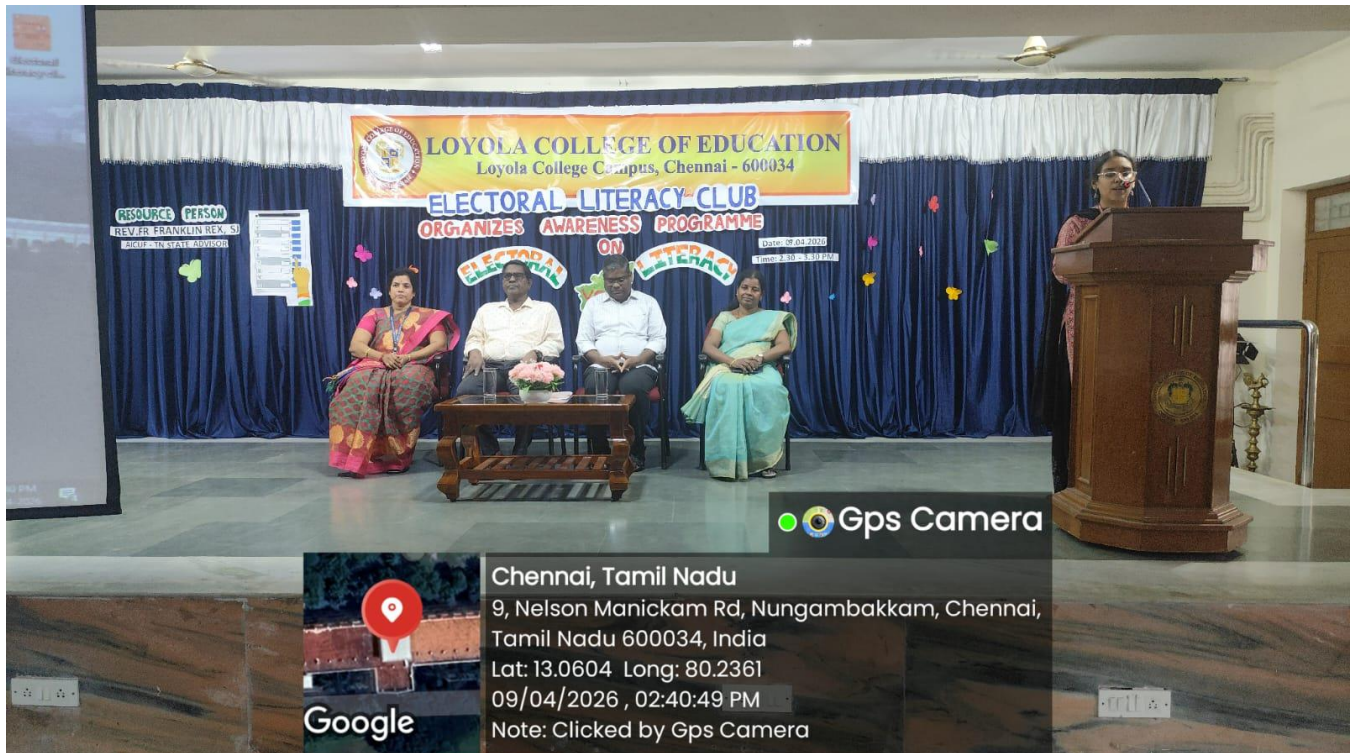 LOYOLA COLLEGE OF EDUCATION
Loyola College Campus, Chennai - 600034
ELECTORAL LITERACY CLUB
ORGANIZES AWARENESS PROGRAMME
ON
ELECTORAL LITERACY
RESOURCE PERSON
REV.FR FRANKLIN REX, SJ
AICUF - TN STATE ADVISOR
Date: 09.04.2026
Time: 2.30 - 3.30 PM
Gps Camera
Chennai, Tamil Nadu
9, Nelson Manickam Rd, Nungambakkam, Chennai,
Tamil Nadu 600034, India
Lat: 13.0604 Long: 80.2361
09/04/2026 , 02:40:49 PM
Note: Clicked by Gps Camera
Google